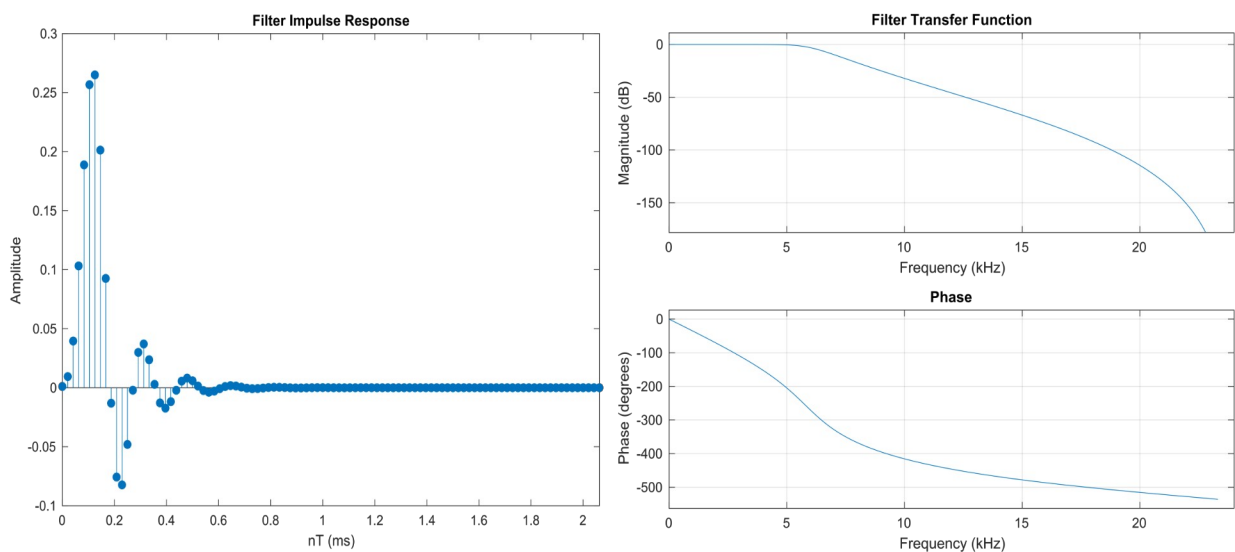 Filter Impulse Response
0.3
0.25
0.2
0.15
0.1
0.05
0
-0.05
-0.1
Amplitude
0 0.2 0.4 0.6 0.8 1 1.2 1.4 1.6 1.8 2
nT (ms)
Filter Transfer Function
0
-50
-100
-150
Magnitude (dB)
0 5 10 15 20
Frequency (kHz)
Phase
0
-100
-200
-300
-400
-500
Phase (degrees)
0 5 10 15 20
Frequency (kHz)